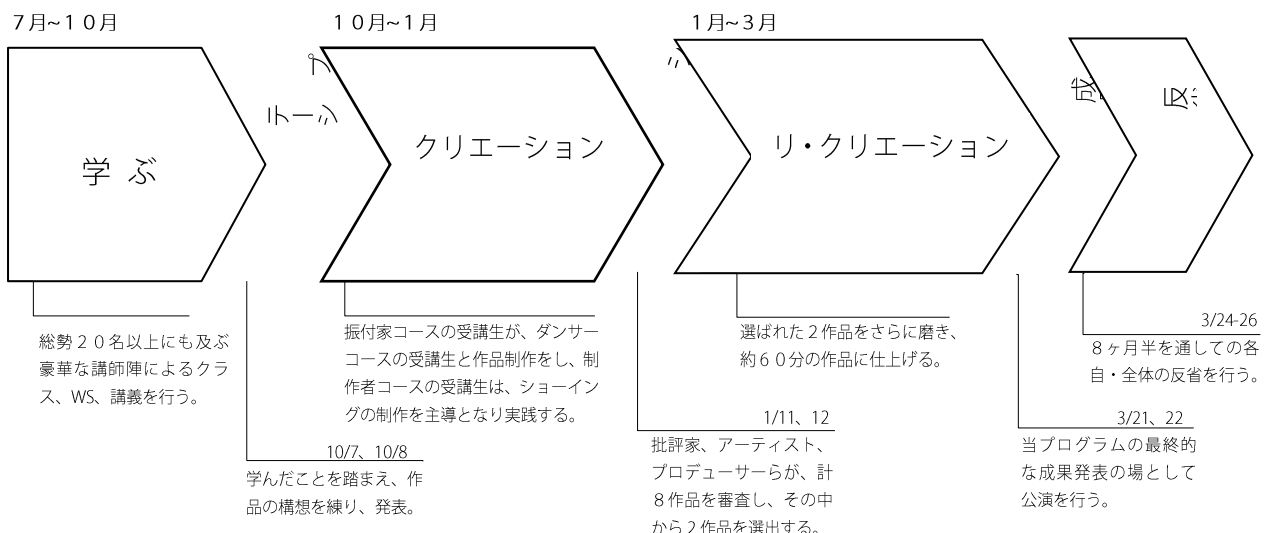 ７月~１０月
１０月~１月
１月~３月
学 ぶ
クリエーション
リ・クリエーション
総勢２０名以上にも及ぶ
豪華な講師陣によるクラ
ス、WS、講義を行う。
10/7、10/8
学んだことを踏まえ、作
品の構想を練り、発表。
振付家コースの受講生が、ダンサー
コースの受講生と作品制作をし、制
作者コースの受講生は、ショーイン
グの制作を主導となり実践する。
1/11、12
批評家、アーティスト、
プロデューサーらが、計
８作品を審査し、その中
から２作品を選出する。
選ばれた２作品をさらに磨き、
約６０分の作品に仕上げる。
3/21、22
当プログラムの最終的
な成果発表の場として
公演を行う。
3/24-26
８ヶ月半を通しての各
自・全体の反省を行う。